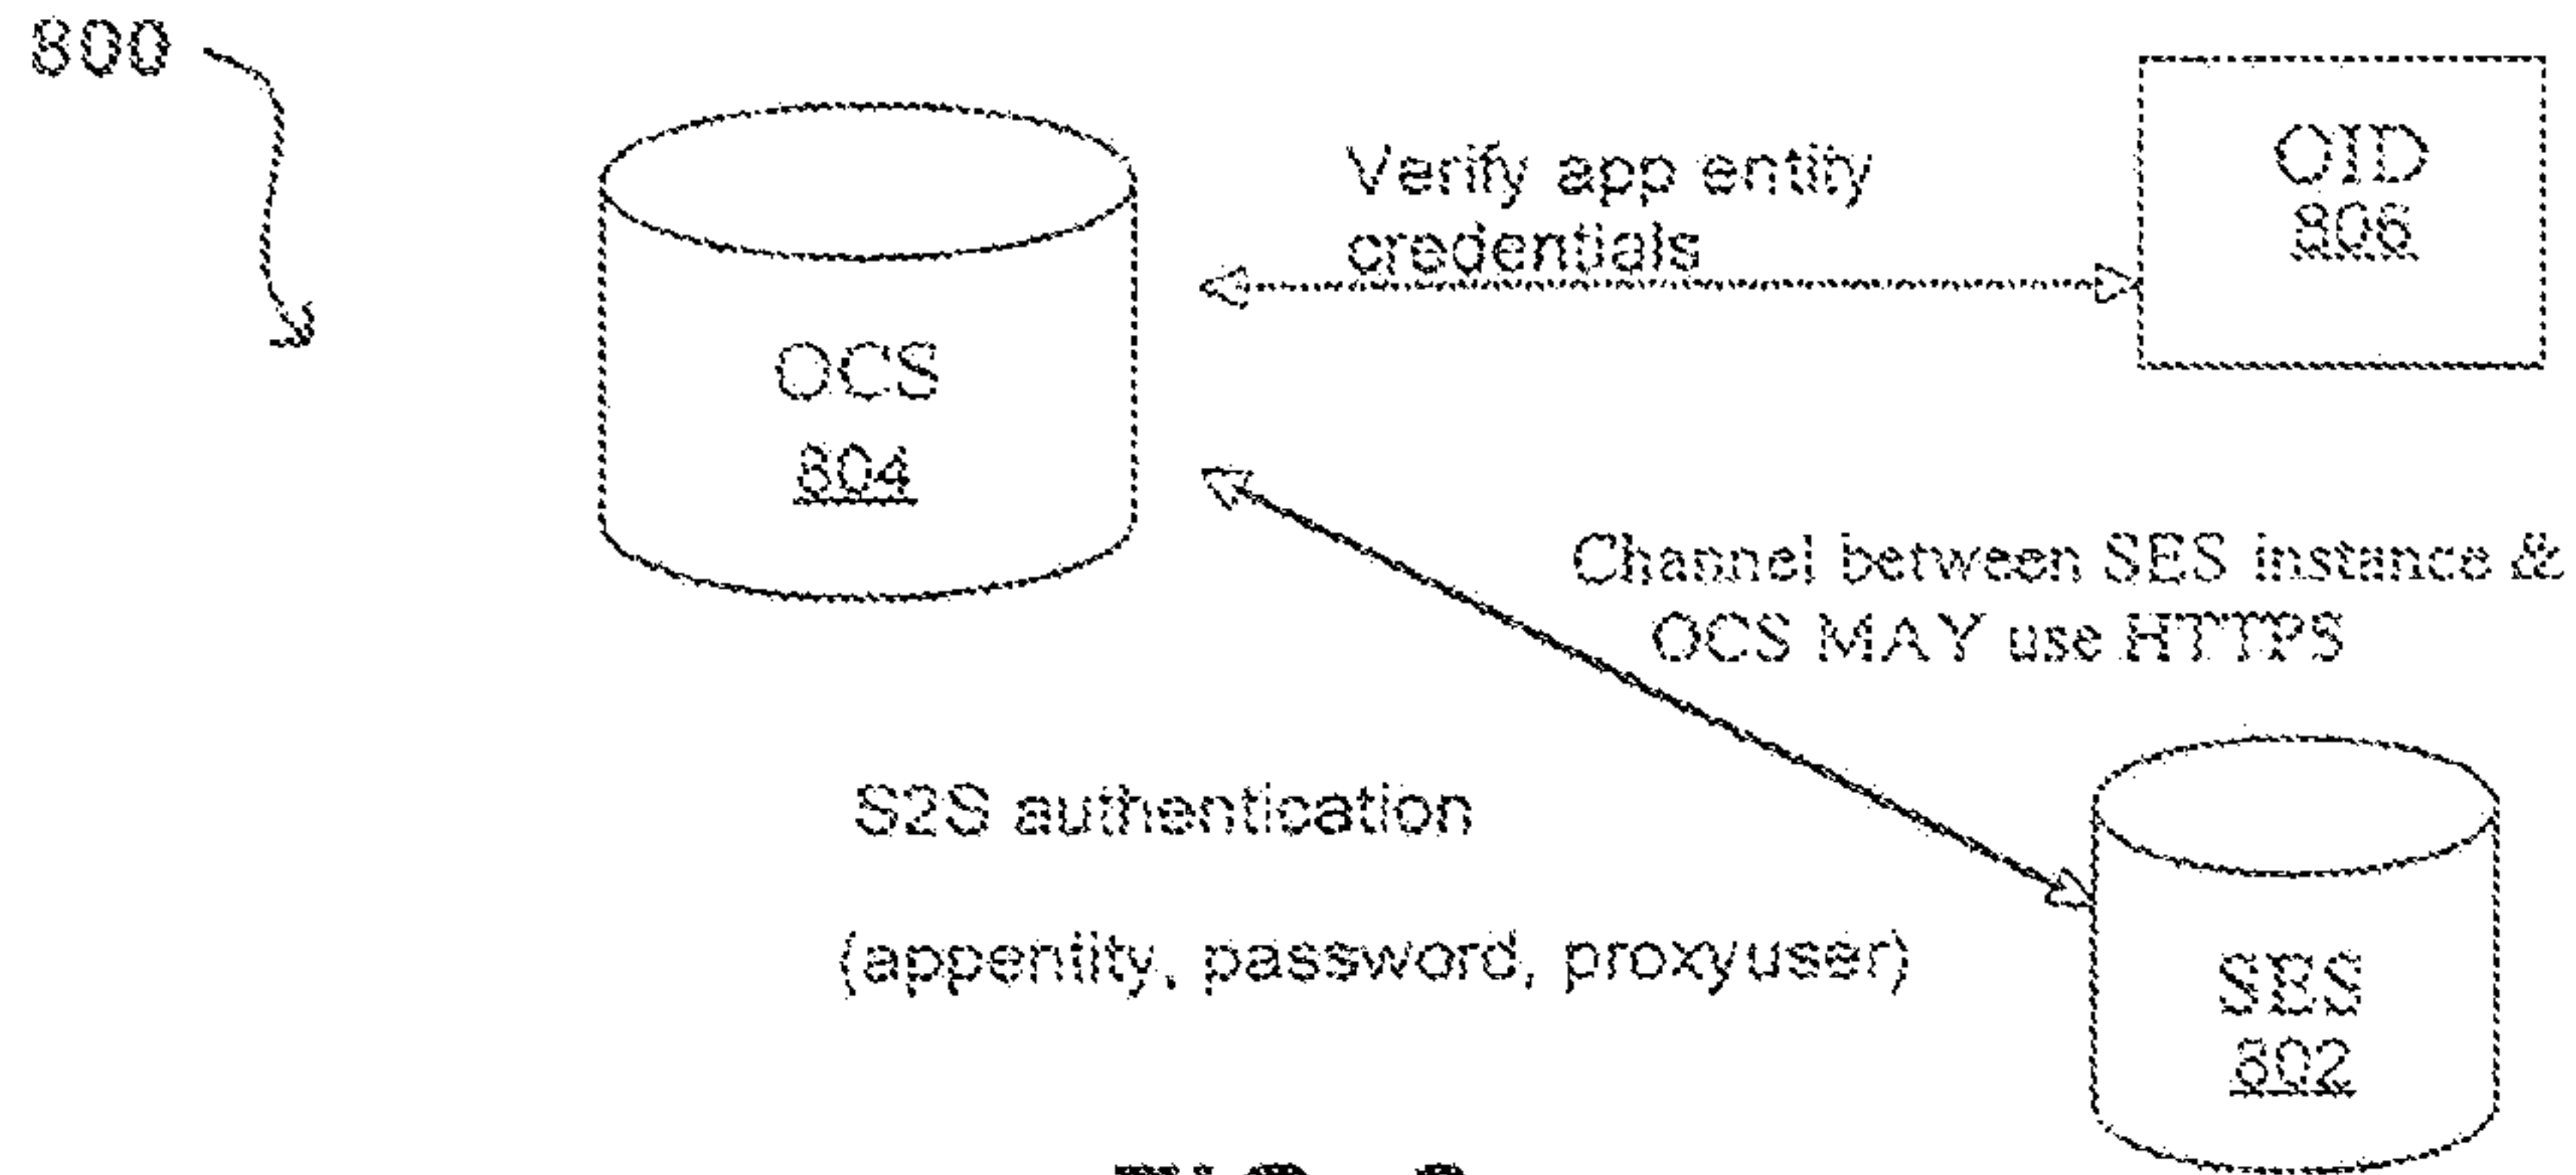 800
OID
806
Verify app entity
credentials
OCS
804
Channel between SES instance &
OCS MAY use HTTPS
S2S authentication
(appentity, password, proxyuser)
SES
802